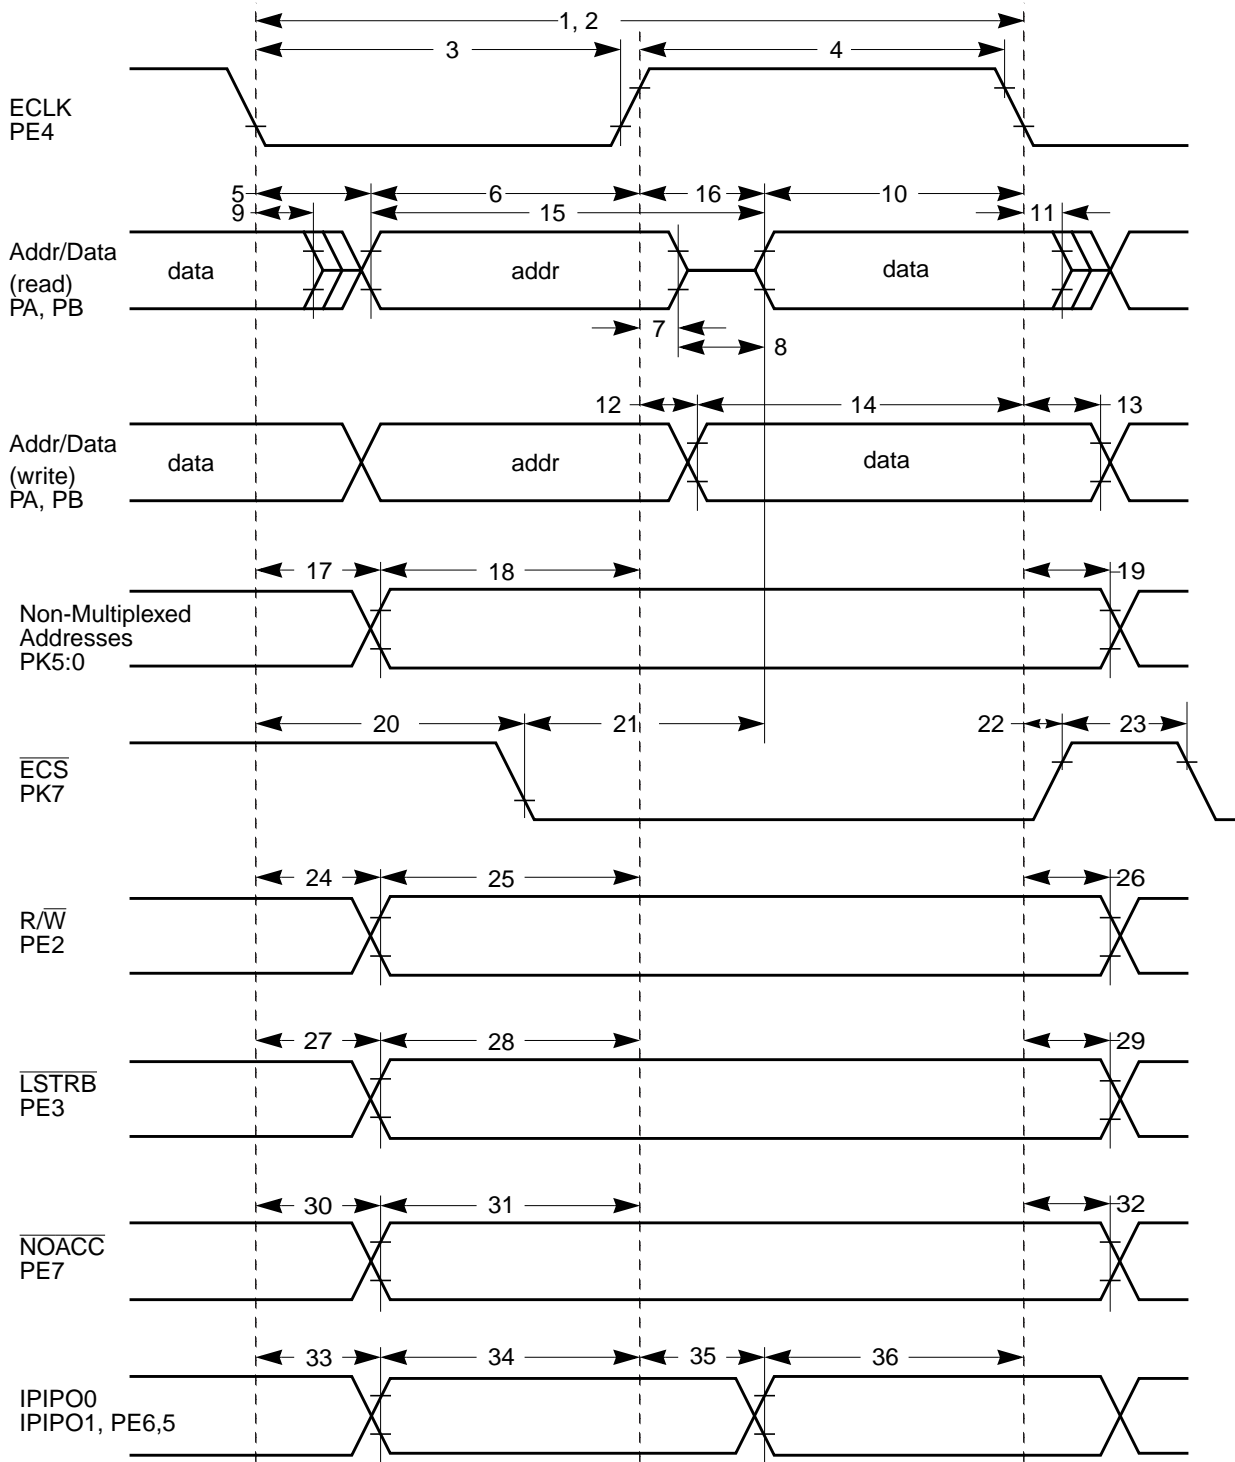 1, 2
3
4
ECLK
PE4
5
6
16
10
9
15
11
Addr/Data
(read)
PA, PB
data
addr
data
7
8
12
14
13
Addr/Data
(write)
PA, PB
data
addr
data
17
18
19
Non-Multiplexed
Addresses
PK5:0
20
21
22
23
ECS
PK7
24
25
26
R/W
PE2
27
28
29
LSTRB
PE3
30
31
32
NOACC
PE7
33
34
35
36
IPIPO0
IPIPO1, PE6,5